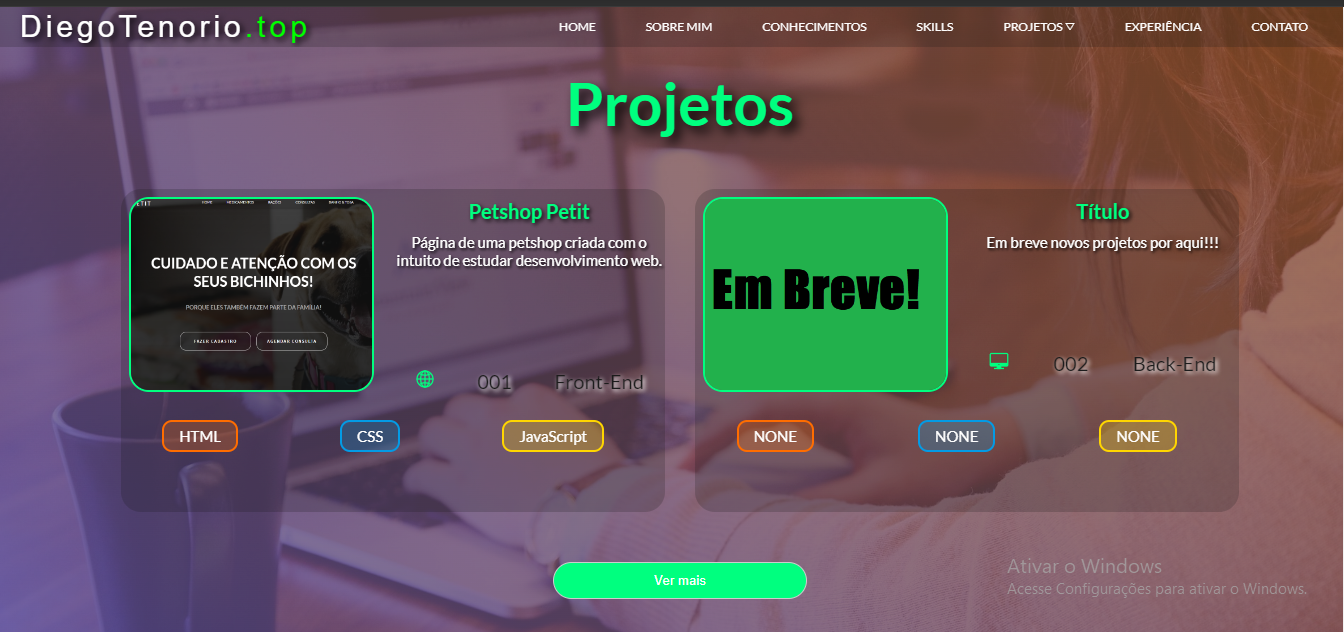 DiegoTenorio.top
HOME SOBRE MIM CONHECIMENTOS SKILLS PROJETOS ▽ EXPERIÊNCIA CONTATO
Projetos
HOME MEDICAMENTOS RAÇÕES CONSULTAS BANHO & TOSA
CUIDADO E ATENÇÃO COM OS
SEUS BICHINHOS!
PORQUE ELES TAMBÉM FAZEM PARTE DA FAMÍLIA!
FAZER CADASTRO AGENDAR CONSULTA
Petshop Petit
Página de uma petshop criada com o
intuito de estudar desenvolvimento web.
001 Front-End
HTML CSS JavaScript
Em Breve!
Título
Em breve novos projetos por aqui!!!
002 Back-End
NONE NONE NONE
Ver mais
Ativar o Windows
Acesse Configurações para ativar o Windows.